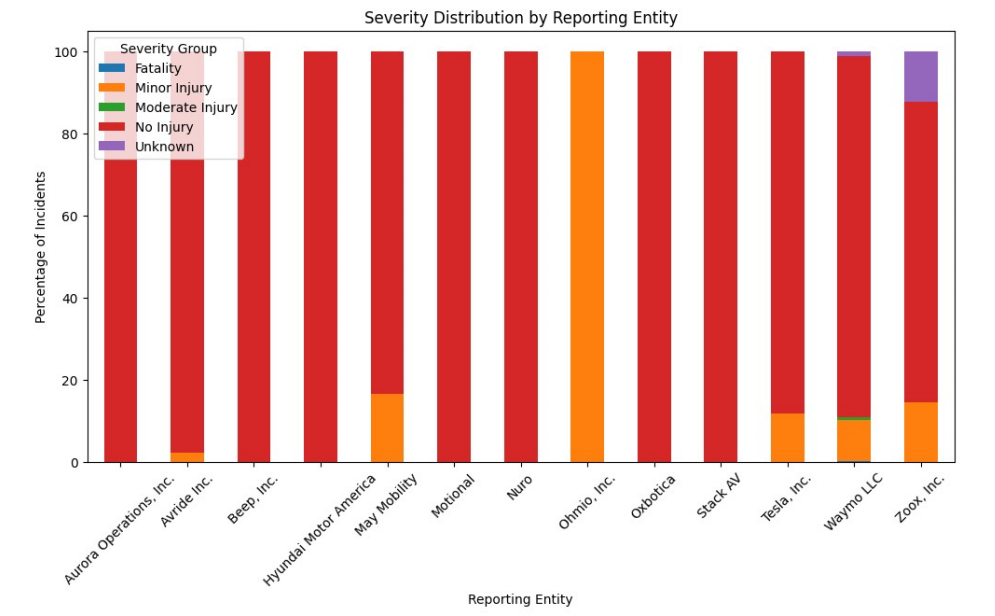 Severity Distribution by Reporting Entity
Severity Group
Fatality
Minor Injury
Moderate Injury
No Injury
Unknown
100
80
60
40
20
0
Percentage of Incidents
Aurora Operations, Inc.
Avride Inc.
Beep, Inc.
Hyundai Motor America
May Mobility
Motional
Nuro
Ohmio, Inc.
Oxbotica
Stack AV
Tesla, Inc.
Waymo LLC
Zoox, Inc.
Reporting Entity